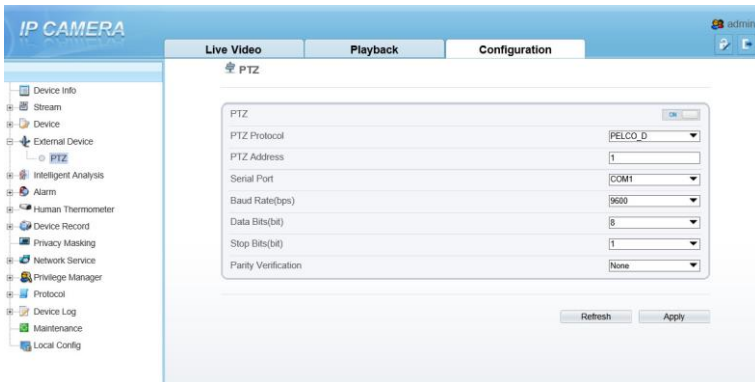 IP CAMERA
admin
Live Video Playback Configuration
PTZ
Device Info
Stream
Device
External Device
PTZ
Intelligent Analysis
Alarm
Human Thermometer
Device Record
Privacy Masking
Network Service
Privilege Manager
Protocol
Device Log
Maintenance
Local Config
PTZ ON
PTZ Protocol PELCO_D
PTZ Address 1
Serial Port COM1
Baud Rate(bps) 9600
Data Bits(bit) 8
Stop Bits(bit) 1
Parity Verification None
Refresh Apply